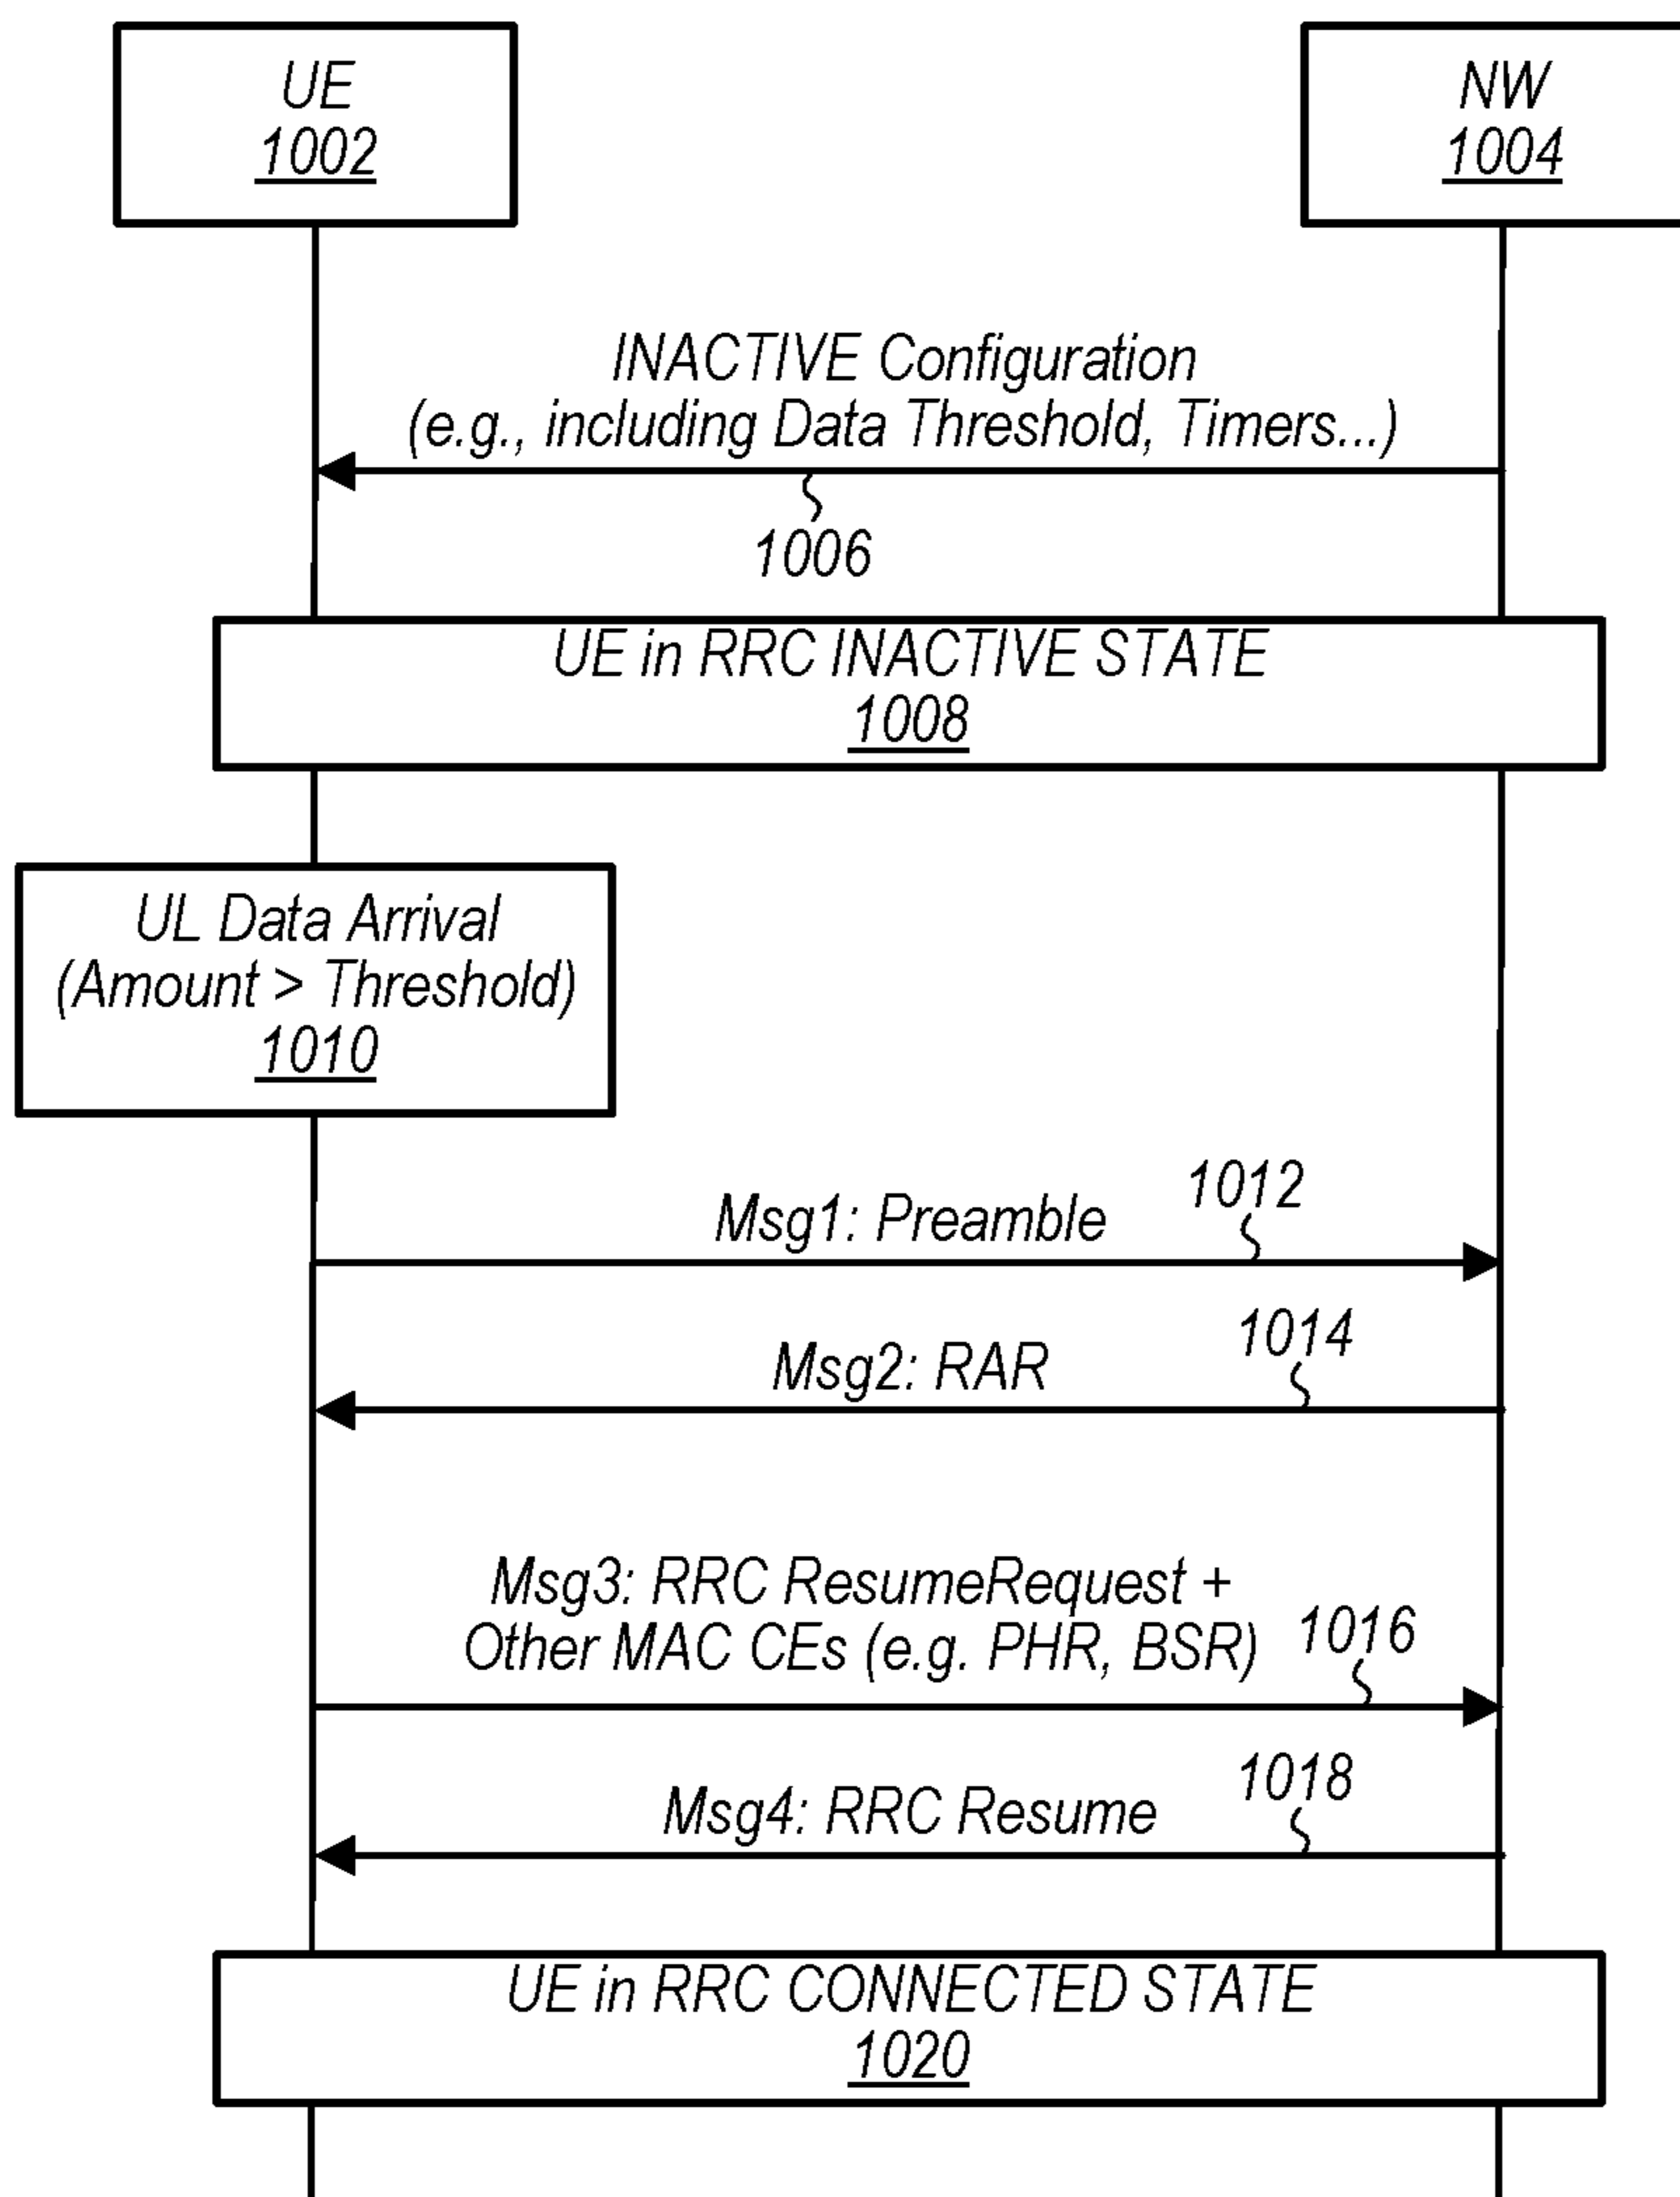 UE
1002
NW
1004
INACTIVE Configuration
(e.g., including Data Threshold, Timers...)
1006
UE in RRC INACTIVE STATE
1008
UL Data Arrival
(Amount > Threshold)
1010
1012
Msg1: Preamble
1014
Msg2: RAR
Msg3: RRC ResumeRequest +
Other MAC CEs (e.g. PHR, BSR)
1016
1018
Msg4: RRC Resume
UE in RRC CONNECTED STATE
1020